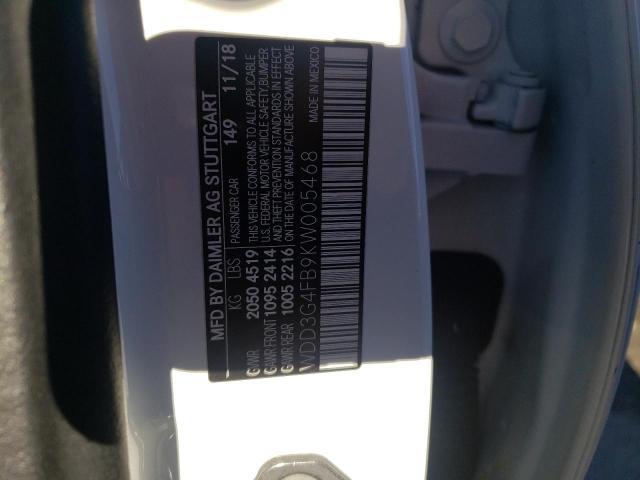 MFD BY DAIMLER AG STUTTGART
KG LBS PASSENGER CAR 149 11/18
GVWR 2050 4519 THIS VEHICLE CONFORMS TO ALL APPLICABLE
GAWR FRONT 1095 2414 U.S. FEDERAL MOTOR VEHICLE SAFETY, BUMPER
GAWR REAR 1005 2216 AND THEFT PREVENTION STANDARDS IN EFFECT
ON THE DATE OF MANUFACTURE SHOWN ABOVE
WDD3G4FB9KW005468
MADE IN MEXICO